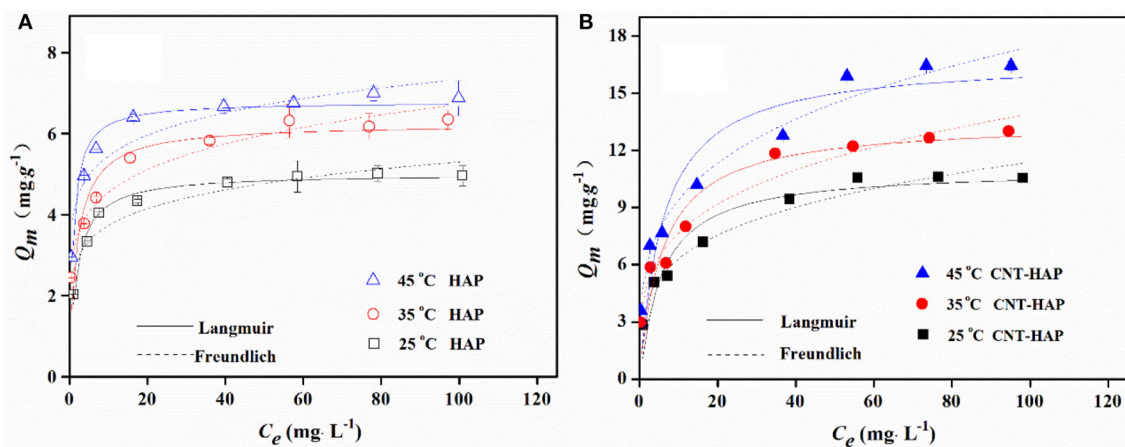 A
Qm (mg.g-1)
8
6
4
2
0
45 °C HAP
35 °C HAP
25 °C HAP
Langmuir
Freundlich
0 20 40 60 80 100 120
Ce (mg. L-1)
B
Qm (mg.g-1)
18
15
12
9
6
3
0
45 °C CNT-HAP
35 °C CNT-HAP
25 °C CNT-HAP
Langmuir
Freundlich
0 20 40 60 80 100 120
Ce (mg. L-1)